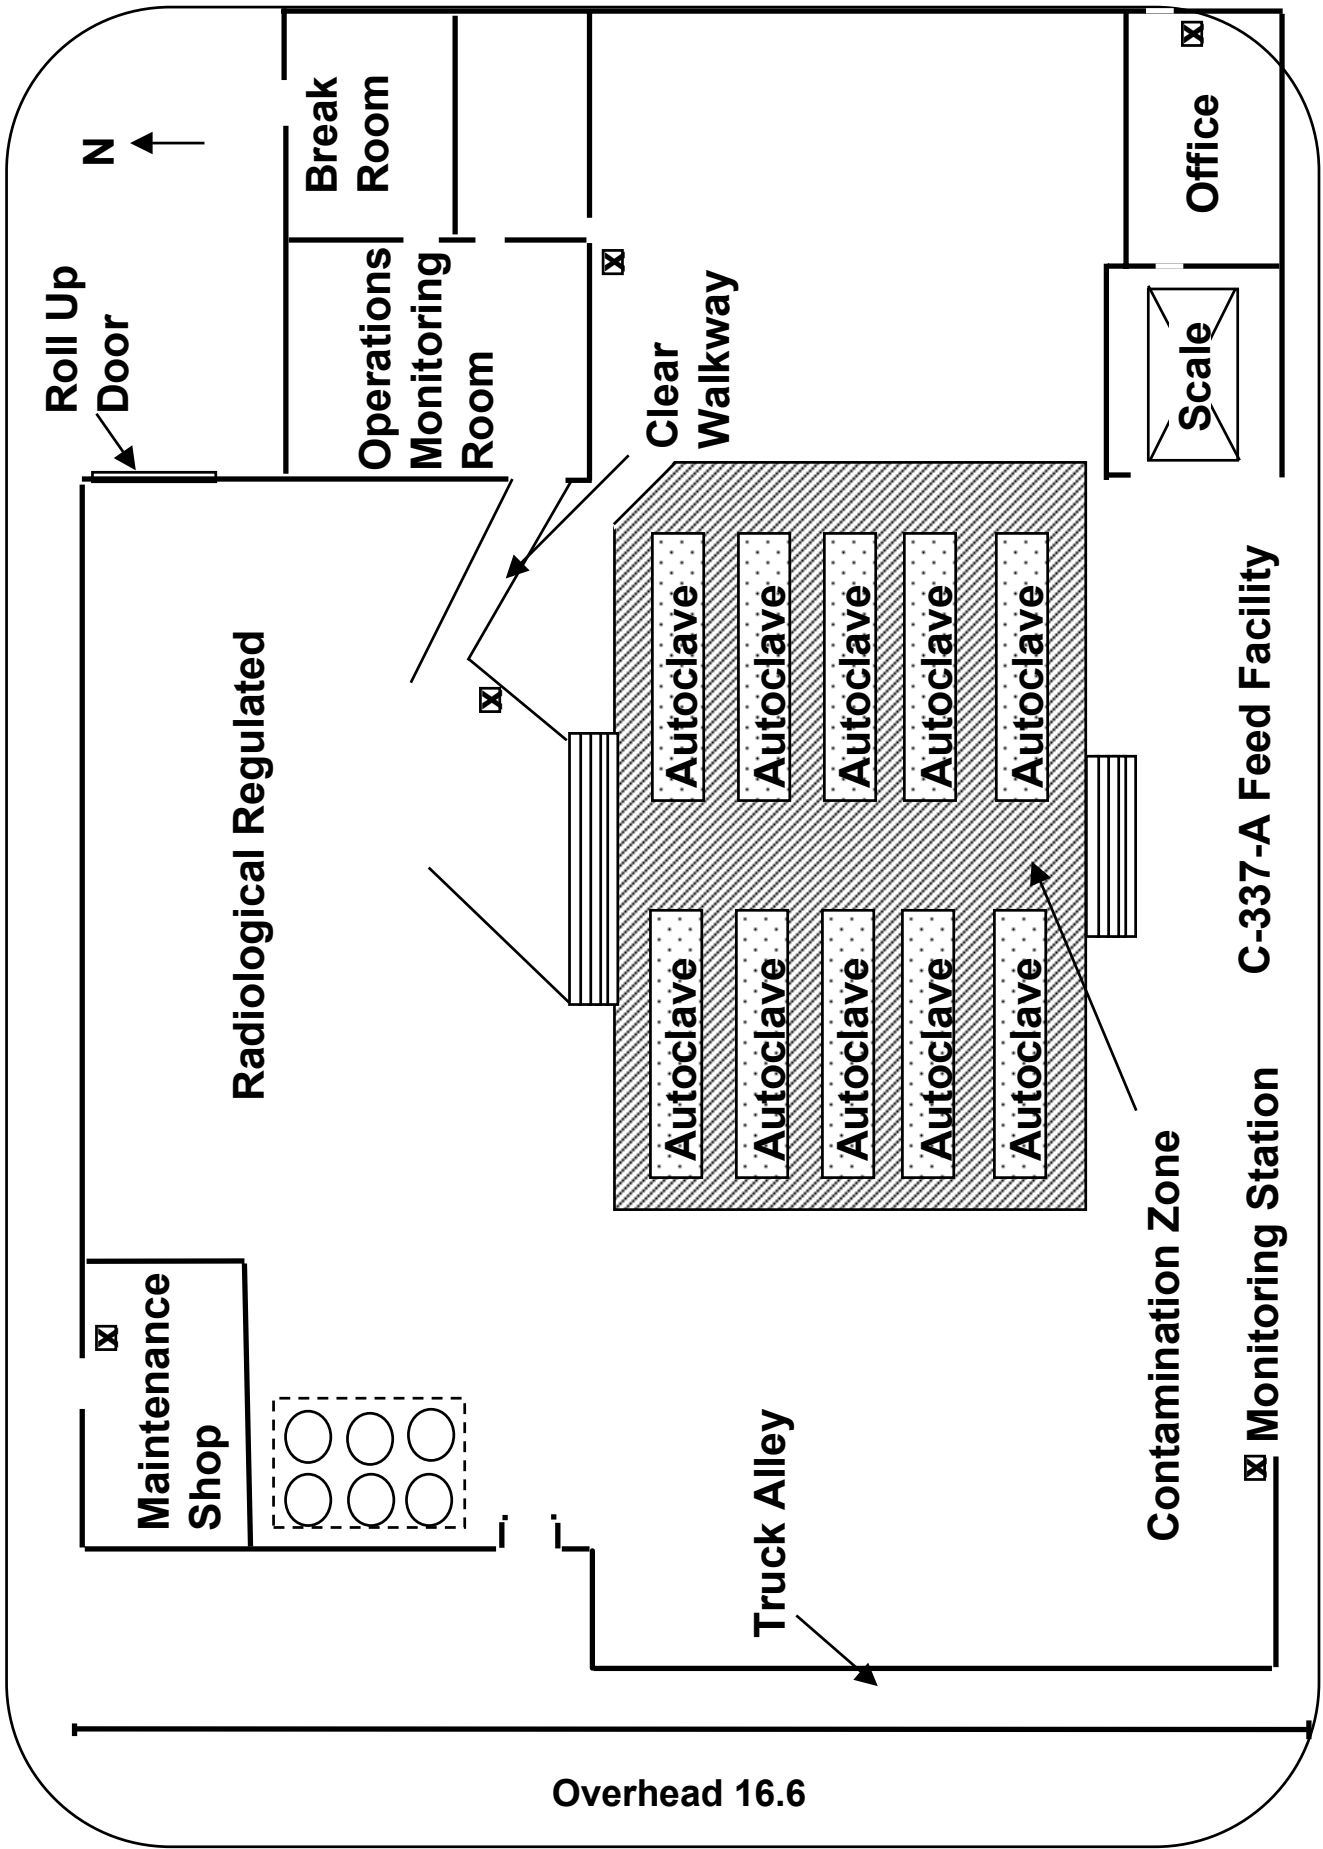 N
Roll Up
Door
Break
Room
Operations
Monitoring
Room
X
Clear
Walkway
X
Office
Scale
Radiological Regulated
X
Autoclave
Autoclave
Autoclave
Autoclave
Autoclave
Autoclave
Autoclave
Autoclave
Autoclave
Autoclave
C-337-A Feed Facility
X
Maintenance
Shop
Truck Alley
Contamination Zone
X Monitoring Station
Overhead 16.6